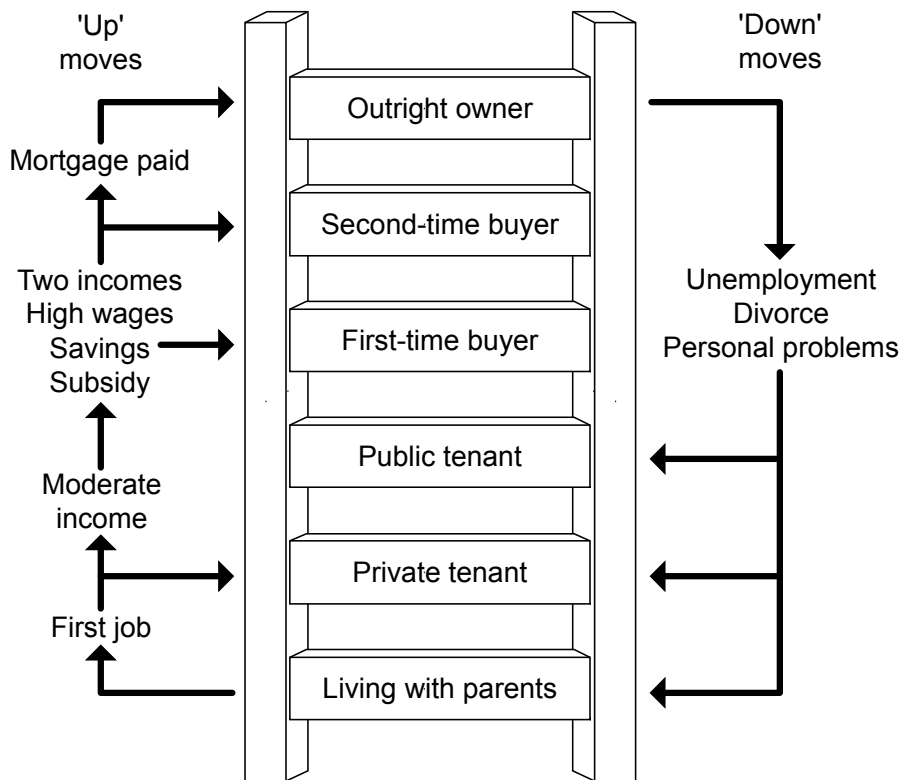 'Up'
moves
Mortgage paid
Two incomes
High wages
Savings
Subsidy
Moderate
income
First job
Outright owner
Second-time buyer
First-time buyer
Public tenant
Private tenant
Living with parents
'Down'
moves
Unemployment
Divorce
Personal problems